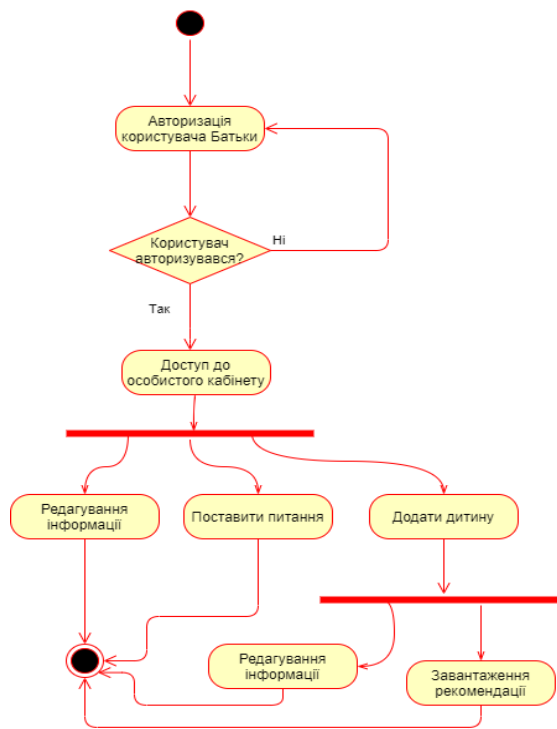 Авторизація
користувача Батьки
Користувач
авторизувався?
Ні
Так
Доступ до
особистого кабінету
Редагування
інформації
Поставити питання
Додати дитину
Редагування
інформації
Завантаження
рекомендації